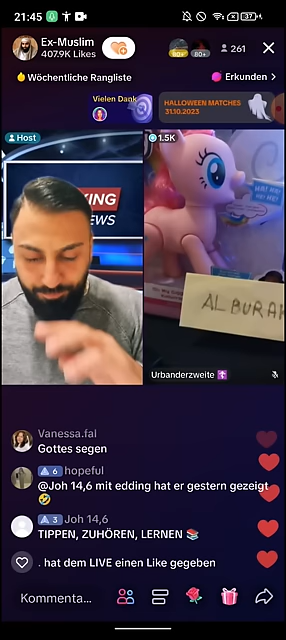 21:45
37
Ex-Muslim
407.9K Likes
80+
261
Wöchentliche Rangliste
Erkunden >
Vielen Dank
HALLOWEEN MATCHES
31.10.2023
Host
1.5K
NEWS
ALBURAK
Urbanderzweite
Vanessa.fal
Gottes segen
6 hopeful
@Joh 14,6 mit edding hat er gestern gezeigt
3 Joh 14,6
TIPPEN, ZUHÖREN, LERNEN
. hat dem LIVE einen Like gegeben
Kommenta...